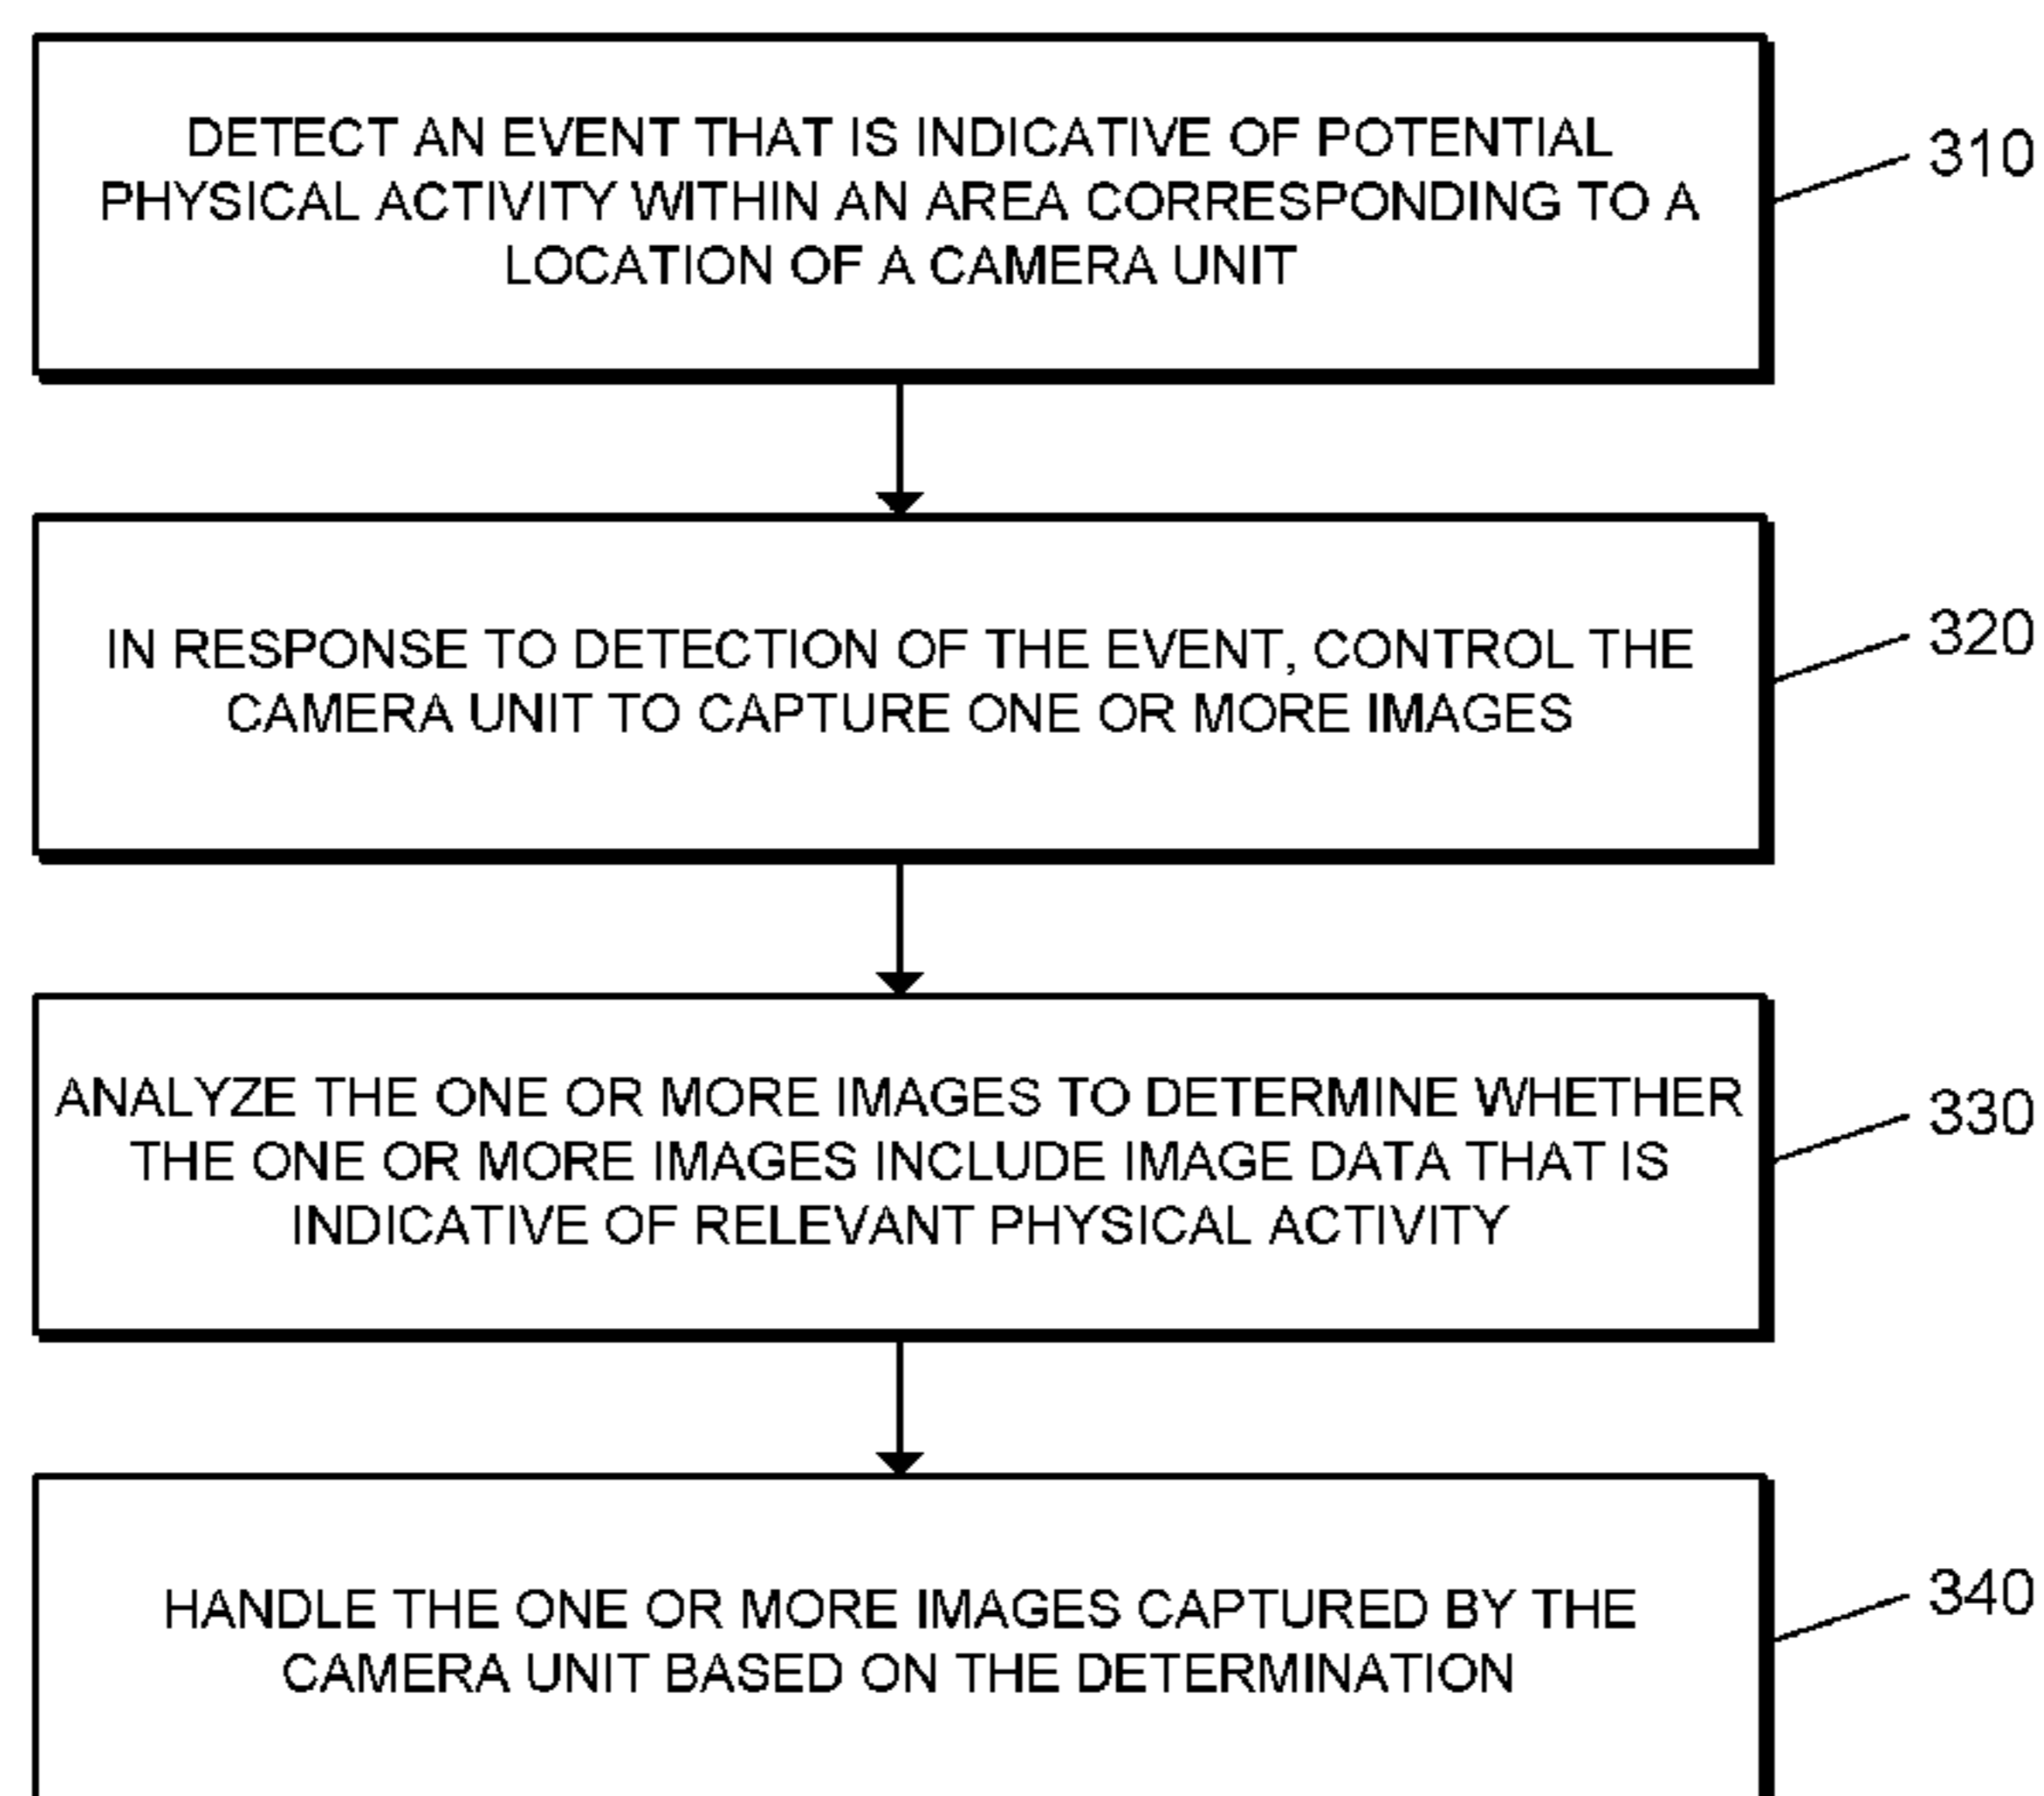 DETECT AN EVENT THAT IS INDICATIVE OF POTENTIAL
PHYSICAL ACTIVITY WITHIN AN AREA CORRESPONDING TO A
LOCATION OF A CAMERA UNIT
310
IN RESPONSE TO DETECTION OF THE EVENT, CONTROL THE
CAMERA UNIT TO CAPTURE ONE OR MORE IMAGES
320
ANALYZE THE ONE OR MORE IMAGES TO DETERMINE WHETHER
THE ONE OR MORE IMAGES INCLUDE IMAGE DATA THAT IS
INDICATIVE OF RELEVANT PHYSICAL ACTIVITY
330
HANDLE THE ONE OR MORE IMAGES CAPTURED BY THE
CAMERA UNIT BASED ON THE DETERMINATION
340